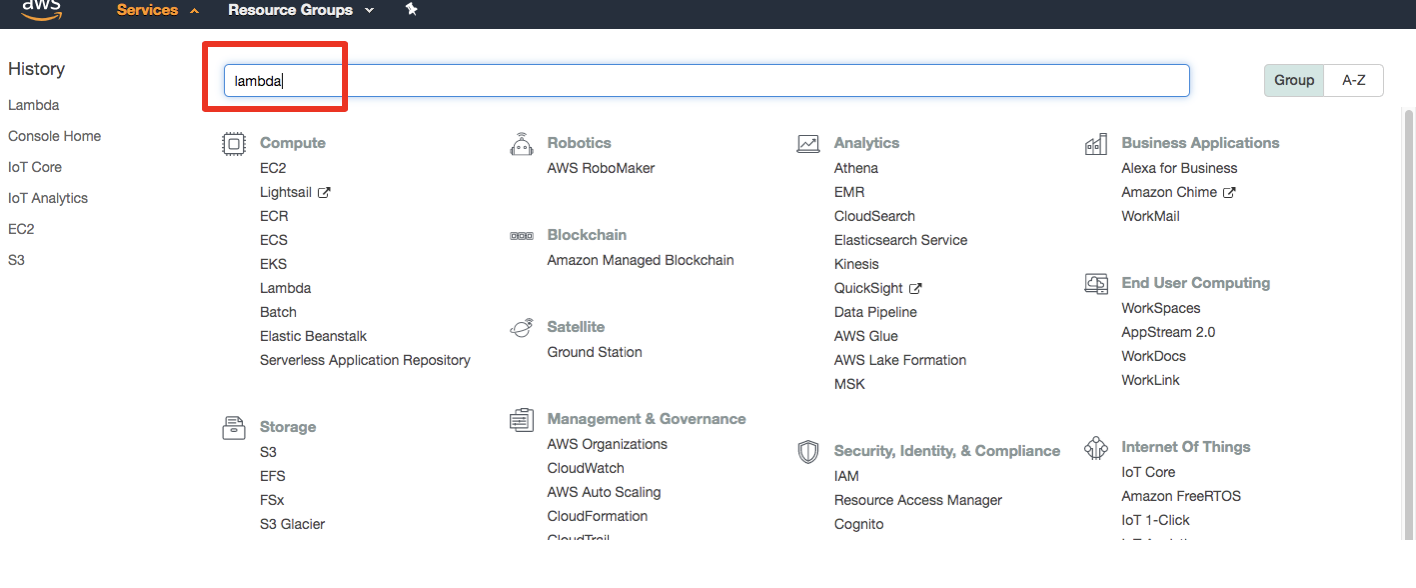 aws
Services
Resource Groups
History
Lambda
Console Home
IoT Core
IoT Analytics
EC2
S3
lambda
Group
A-Z
Compute
EC2
Lightsail
ECR
ECS
EKS
Lambda
Batch
Elastic Beanstalk
Serverless Application Repository
Storage
S3
EFS
FSx
S3 Glacier
Robotics
AWS RoboMaker
Blockchain
Amazon Managed Blockchain
Satellite
Ground Station
Management & Governance
AWS Organizations
CloudWatch
AWS Auto Scaling
CloudFormation
CloudTrail
Analytics
Athena
EMR
CloudSearch
Elasticsearch Service
Kinesis
QuickSight
Data Pipeline
AWS Glue
AWS Lake Formation
MSK
Security, Identity, & Compliance
IAM
Resource Access Manager
Cognito
Business Applications
Alexa for Business
Amazon Chime
WorkMail
End User Computing
WorkSpaces
AppStream 2.0
WorkDocs
WorkLink
Internet Of Things
IoT Core
Amazon FreeRTOS
IoT 1-Click